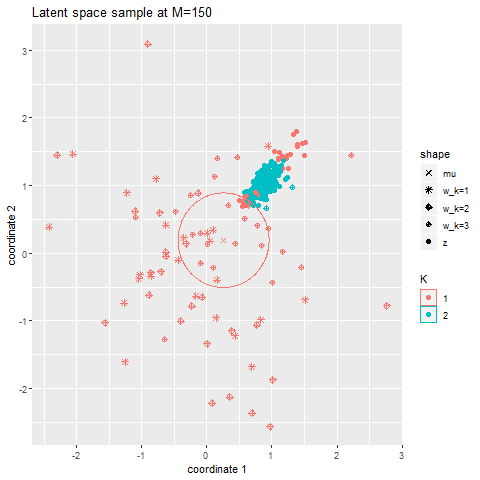 Latent space sample at M=150
coordinate 2
3
2
1
0
-1
-2
-2
-1
0
1
2
3
coordinate 1
shape
mu
w_k=1
w_k=2
w_k=3
z
K
1
2